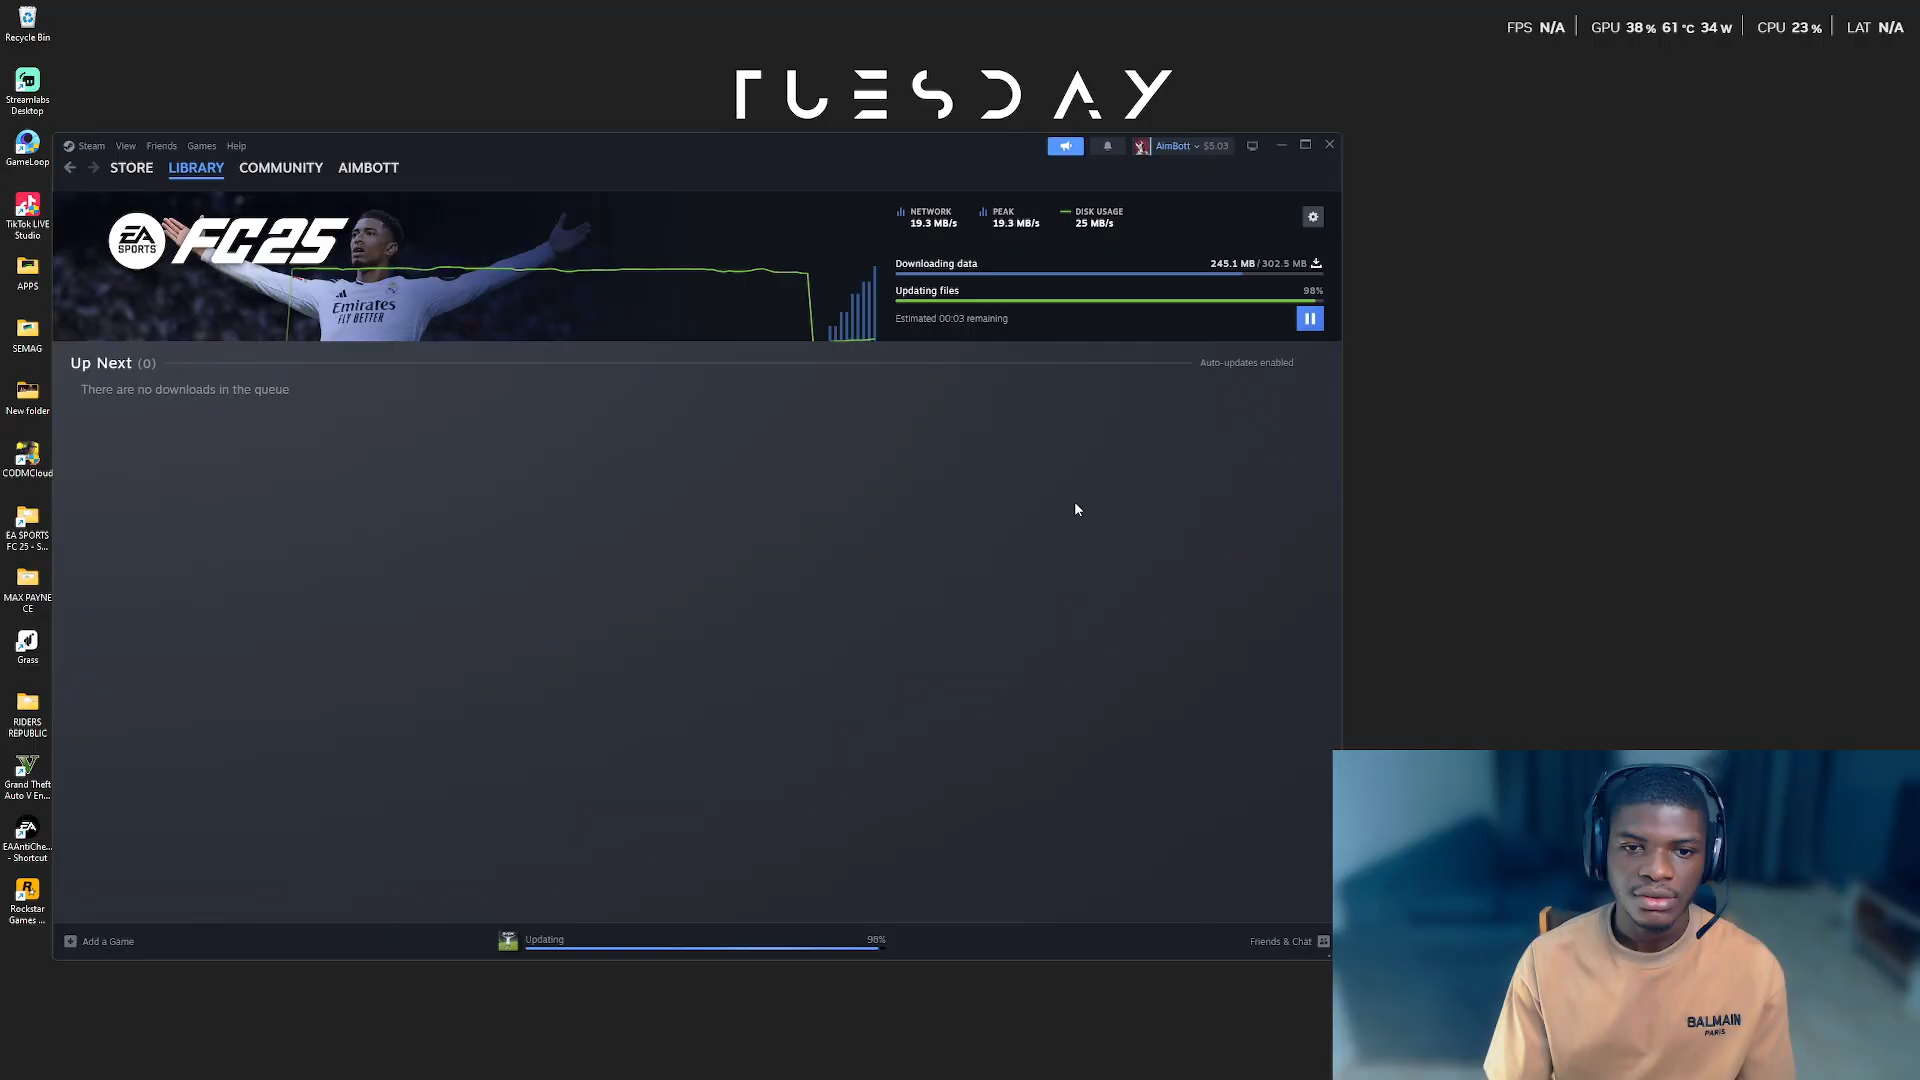 Recycle Bin
FPS N/A GPU 38% 61°C 34W CPU 23% LAT N/A
TUESDAY
Streamlabs
Desktop
GameLoop
TikTok LIVE
Studio
APPS
SEMAG
New folder
CODMCloud
EA SPORTS
FC 25 - S...
MAX PAYNE
CE
Grass
RIDERS
REPUBLIC
Grand Theft
Auto V En...
EAAntiChe...
- Shortcut
Rockstar
Games ...
Steam View Friends Games Help
AimBott $5.03
STORE LIBRARY COMMUNITY AIMBOTT
EA SPORTS FC25
Emirates
FLY BETTER
NETWORK
19.3 MB/s
PEAK
19.3 MB/s
DISK USAGE
25 MB/s
Downloading data 245.1 MB / 302.5 MB
Updating files 98%
Estimated 00:03 remaining
Up Next (0) Auto-updates enabled
There are no downloads in the queue
Add a Game
Updating 98%
Friends & Chat
BALMAIN
PARIS